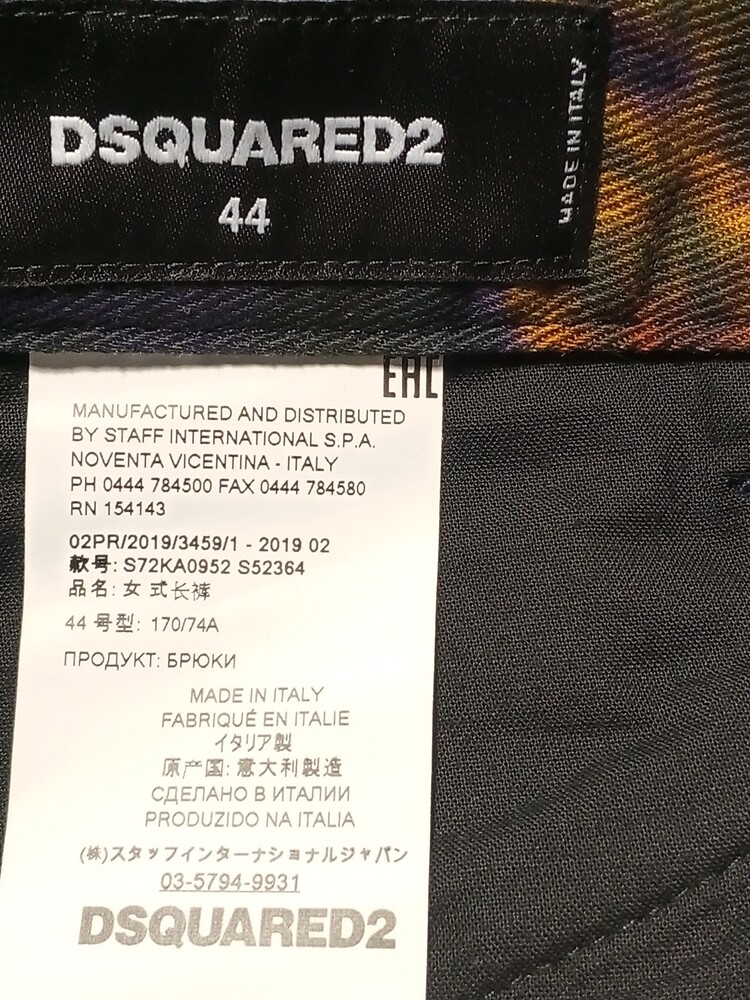 DSQUARED2
44
MADE IN ITALY
EAC
MANUFACTURED AND DISTRIBUTED
BY STAFF INTERNATIONAL S.P.A.
NOVENTA VICENTINA - ITALY
PH 0444 784500 FAX 0444 784580
RN 154143
02PR/2019/3459/1 - 2019 02
款号: S72KA0952 S52364
品名: 女 式长裤
44 号型: 170/74A
ПРОДУКТ: БРЮКИ
MADE IN ITALY
FABRIQUÉ EN ITALIE
イタリア製
原产国: 意大利製造
СДЕЛАНО В ИТАЛИИ
PRODUZIDO NA ITALIA
(株)スタッフインターナショナルジャパン
03-5794-9931
DSQUARED2